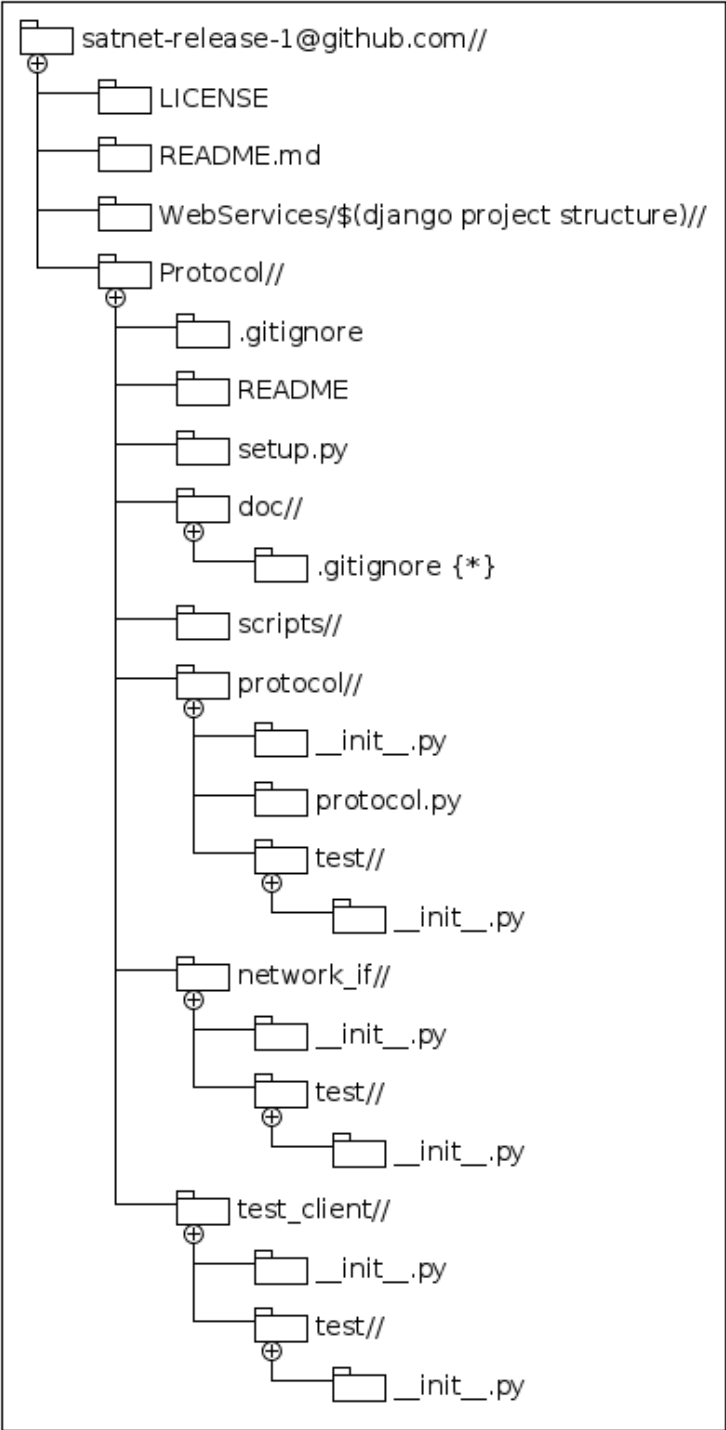 satnet-release-1@github.com//
LICENSE
README.md
WebServices/$(django project structure)//
Protocol//
.gitignore
README
setup.py
doc//
.gitignore {*}
scripts//
protocol//
__init__.py
protocol.py
test//
__init__.py
network_if//
__init__.py
test//
__init__.py
test_client//
__init__.py
test//
__init__.py